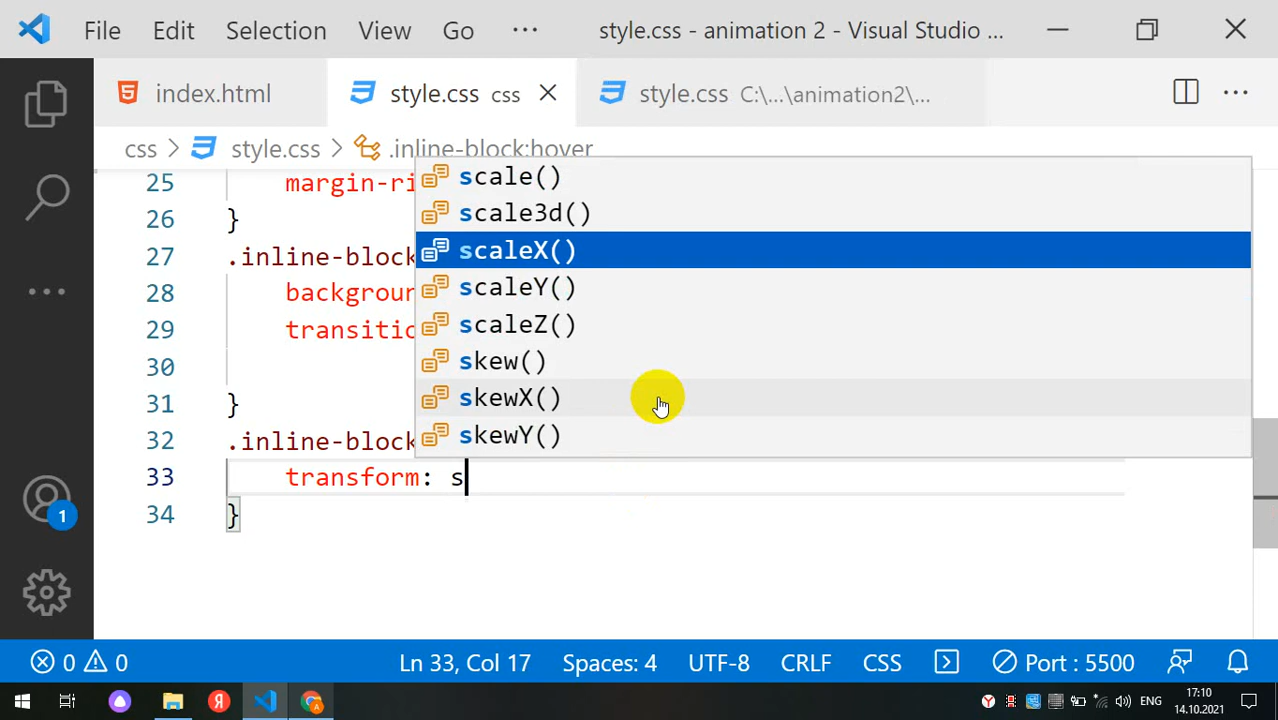 File Edit Selection View Go ··· style.css - animation 2 - Visual Studio ...
index.html style.css css style.css C:\...\animation2\... ···
css > style.css > .inline-block:hover
25 margin-ri
26 }
27 .inline-block
28 backgroun
29 transitio
30
31 }
32 .inline-block
33 transform: s
34 }
scale()
scale3d()
scaleX()
scaleY()
scaleZ()
skew()
skewX()
skewY()
1
0 0 Ln 33, Col 17 Spaces: 4 UTF-8 CRLF CSS Port : 5500
Я A Y ENG 17:10
14.10.2021